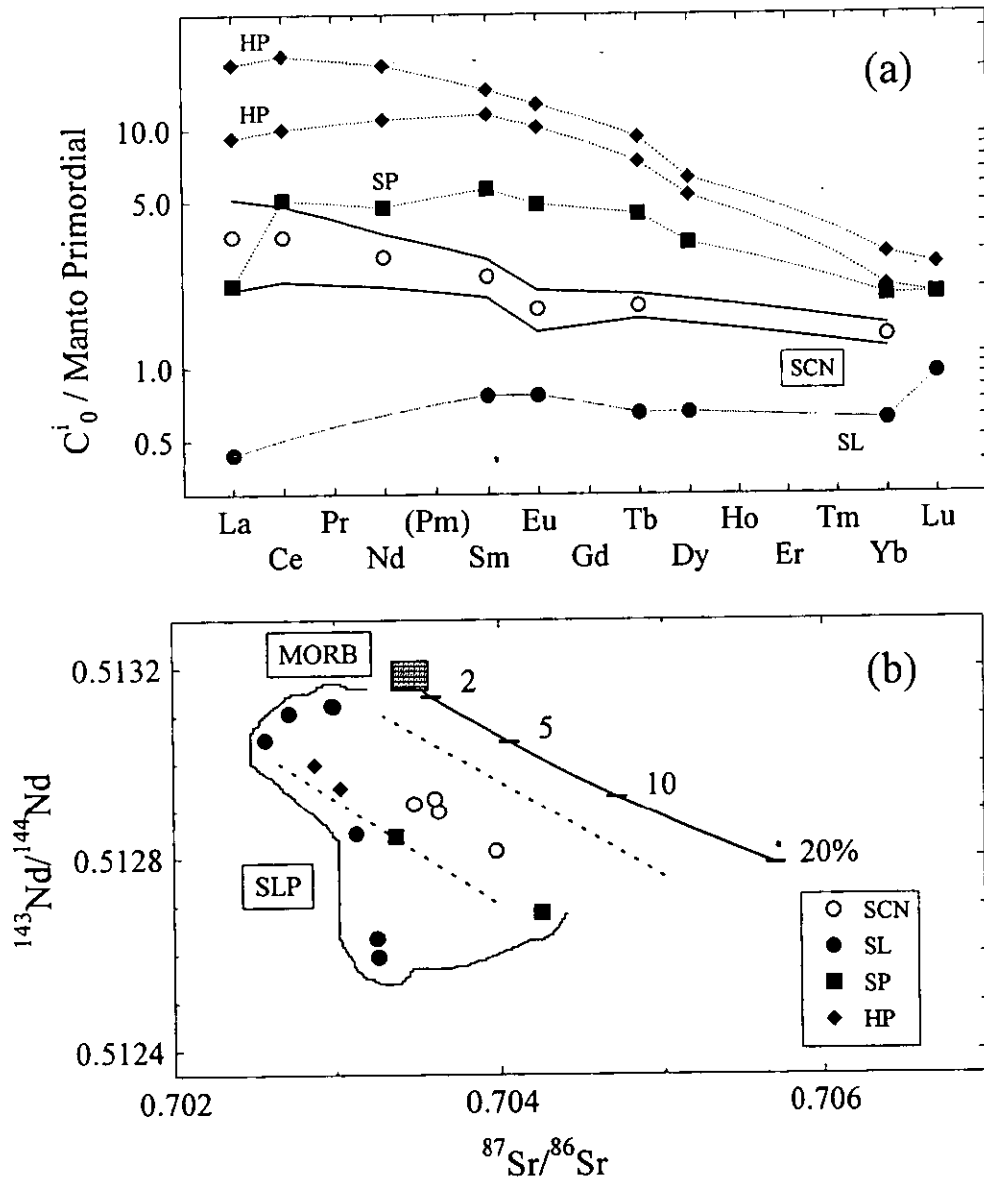 (a)
HP
HP
SP
SCN
SL
10.0
5.0
1.0
0.5
C^i_0 / Manto Primordial
La Pr (Pm) Eu Tb Ho Tm Lu
Ce Nd Sm Gd Dy Er Yb
(b)
MORB
2
5
10
20%
SLP
0.5132
0.5128
0.5124
^143Nd/^144Nd
SCN
SL
SP
HP
0.702 0.704 0.706
^87Sr/^86Sr